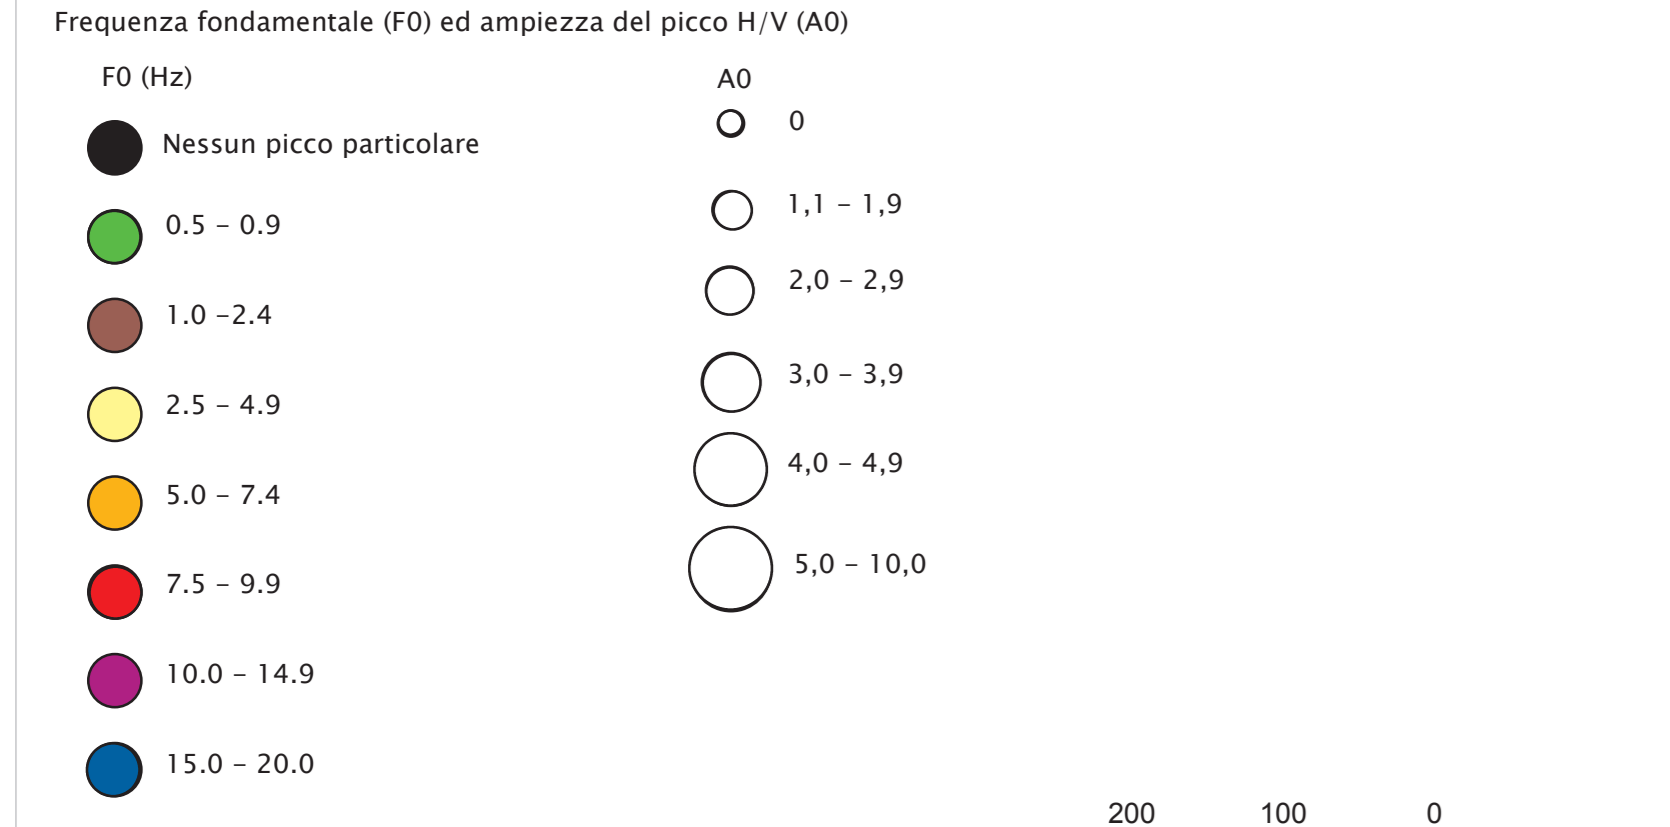 Frequenza fondamentale (F0) ed ampiezza del picco H/V (A0)
F0 (Hz)
Nessun picco particolare
0.5 – 0.9
1.0 –2.4
2.5 – 4.9
5.0 – 7.4
7.5 – 9.9
10.0 – 14.9
15.0 – 20.0
A0
0
1,1 – 1,9
2,0 – 2,9
3,0 – 3,9
4,0 – 4,9
5,0 – 10,0
200 100 0